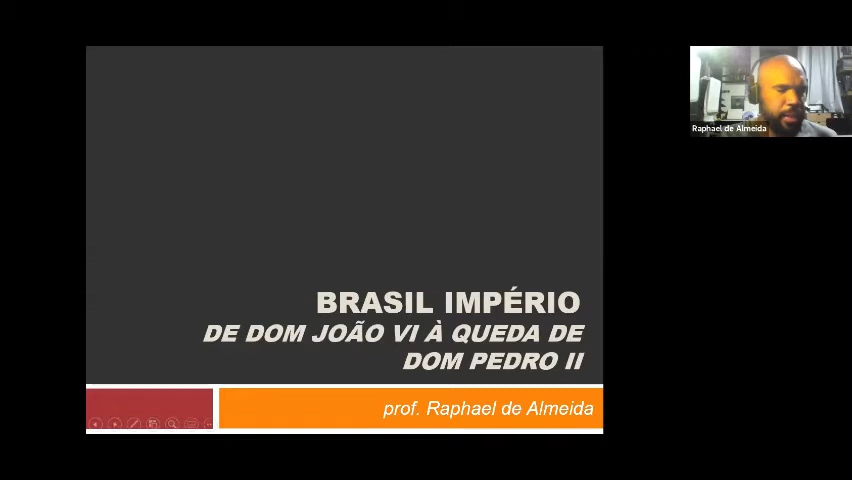 Raphael de Almeida
BRASIL IMPÉRIO
DE DOM JOÃO VI À QUEDA DE
DOM PEDRO II
prof. Raphael de Almeida